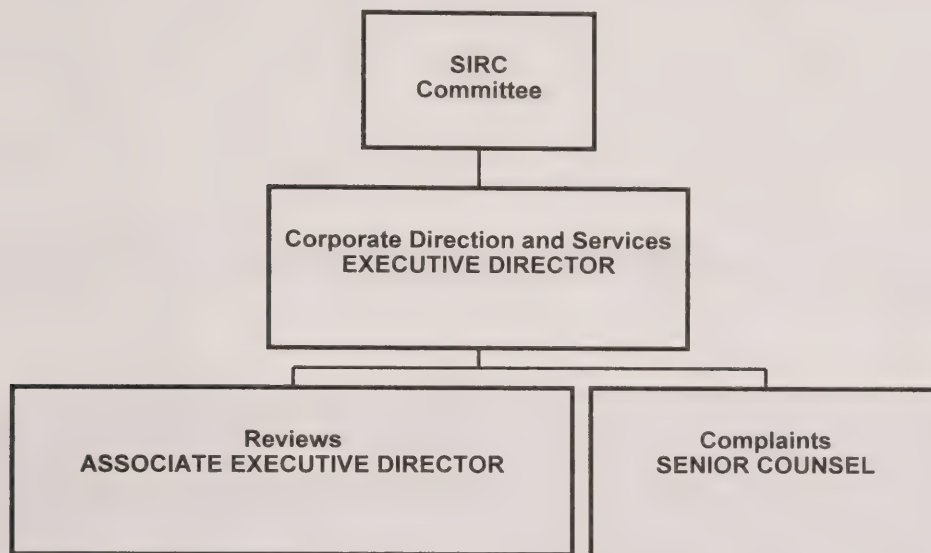 SIRC
Committee
Corporate Direction and Services
EXECUTIVE DIRECTOR
Reviews
ASSOCIATE EXECUTIVE DIRECTOR
Complaints
SENIOR COUNSEL